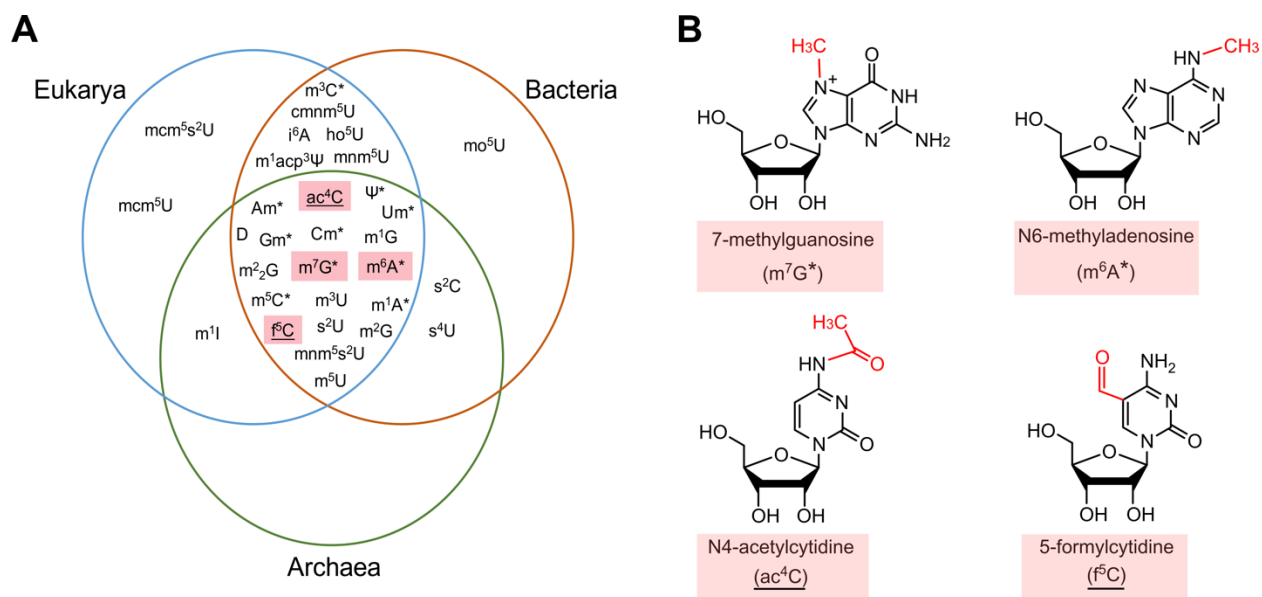 A
Eukarya
Bacteria
mcm⁵s²U
mcm⁵U
m³C*
cmnm⁵U
i⁶A ho⁵U
m¹acp³Ψ mnm⁵U
mo⁵U
ac⁴C Ψ*
Am* Um*
D Gm* Cm* m¹G
m²₂G m⁷G* m⁶A*
m⁵C* m³U m¹A*
f⁵C s²U m²G
mnm⁵s²U
m⁵U
m¹I
s²C
s⁴U
Archaea
B
H₃C
O
N+
NH
N
N
NH₂
HO
O
OH OH
7-methylguanosine
(m⁷G*)
HN CH₃
N
N
N
N
HO
O
OH OH
N6-methyladenosine
(m⁶A*)
H₃C
HN
O
N
N
O
HO
O
OH OH
N4-acetylcytidine
(ac⁴C)
O
NH₂
N
N
O
HO
O
OH OH
5-formylcytidine
(f⁵C)